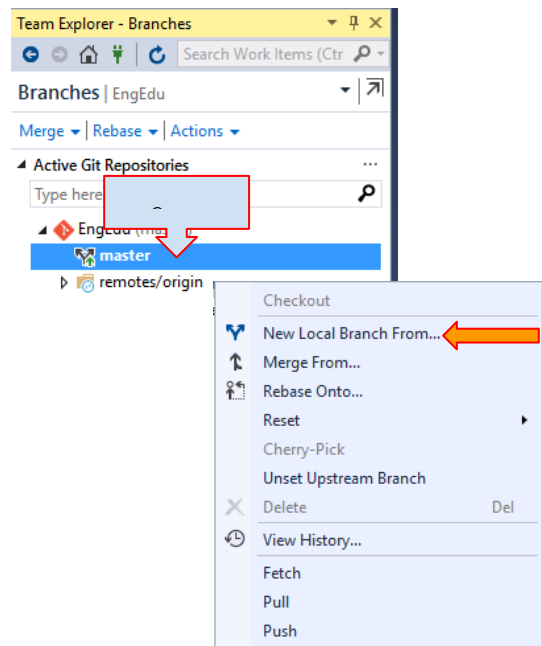 Team Explorer - Branches
Search Work Items (Ctr
Branches | EngEdu
Merge Rebase Actions
Active Git Repositories
Type here
EngEdu
master
remotes/origin
Checkout
New Local Branch From...
Merge From...
Rebase Onto...
Reset
Cherry-Pick
Unset Upstream Branch
Delete Del
View History...
Fetch
Pull
Push